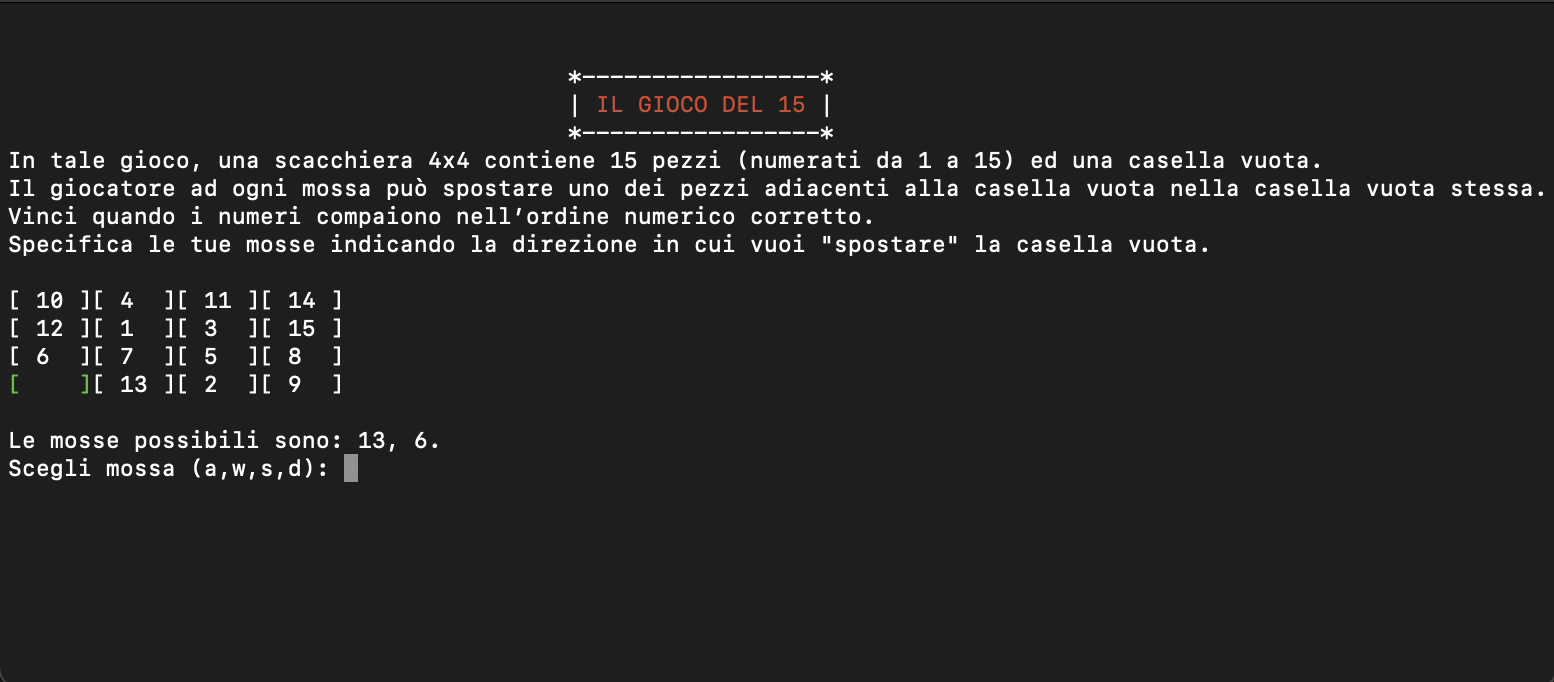 *-----------------*
| IL GIOCO DEL 15 |
*-----------------*
In tale gioco, una scacchiera 4x4 contiene 15 pezzi (numerati da 1 a 15) ed una casella vuota.
Il giocatore ad ogni mossa può spostare uno dei pezzi adiacenti alla casella vuota nella casella vuota stessa.
Vinci quando i numeri compaiono nell’ordine numerico corretto.
Specifica le tue mosse indicando la direzione in cui vuoi "spostare" la casella vuota.
[ 10 ][ 4  ][ 11 ][ 14 ]
[ 12 ][ 1  ][ 3  ][ 15 ]
[ 6  ][ 7  ][ 5  ][ 8  ]
[    ][ 13 ][ 2  ][ 9  ]
Le mosse possibili sono: 13, 6.
Scegli mossa (a,w,s,d):